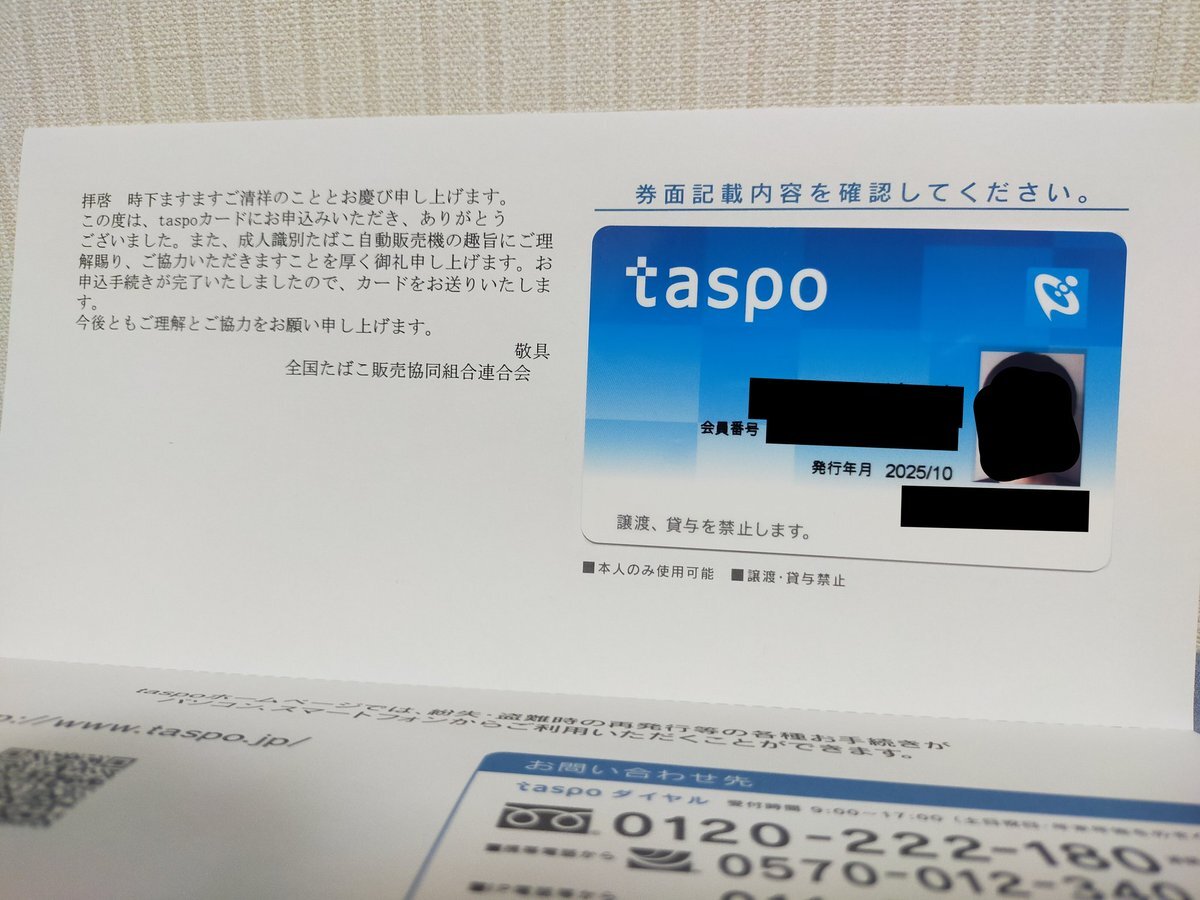 拝啓　時下ますますご清祥のこととお慶び申し上げます。
この度は、taspoカードにお申込みいただき、ありがとう
ございました。また、成人識別たばこ自動販売機の趣旨にご理
解賜り、ご協力いただきますことを厚く御礼申し上げます。お
申込手続きが完了いたしましたので、カードをお送りいたしま
す。
今後ともご理解とご協力をお願い申し上げます。
敬具
全国たばこ販売協同組合連合会
券面記載内容を確認してください。
taspo
会員番号
発行年月 2025/10
譲渡、貸与を禁止します。
■本人のみ使用可能 ■譲渡・貸与禁止
taspoホームページでは、紛失・盗難時の再発行等の各種お手続きが
パソコン、スマートフォンからご利用いただくことができます。
://www.taspo.jp/
お問い合わせ先
taspo ダイヤル 受付時間 9:00〜17:00
0120-222-180
■携帯電話から 0570-012-340